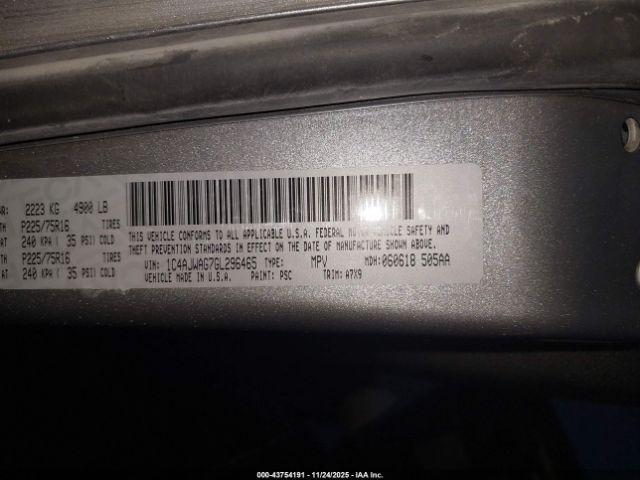 2223 KG 4900 LB
P225/75R16 TIRES
AT 240 KPA ( 35 PSI) COLD
P225/75R16 TIRES
AT 240 KPA ( 35 PSI) COLD
THIS VEHICLE CONFORMS TO ALL APPLICABLE U.S.A. FEDERAL MOTOR VEHICLE SAFETY AND
THEFT PREVENTION STANDARDS IN EFFECT ON THE DATE OF MANUFACTURE SHOWN ABOVE.
VIN: 1C4AJWAG7GL296465 TYPE: MPV MDH: 060618 505AA
VEHICLE MADE IN U.S.A. PAINT: PSC TRIM: A7X9
000-43754191 - 11/24/2025 - IAA Inc.